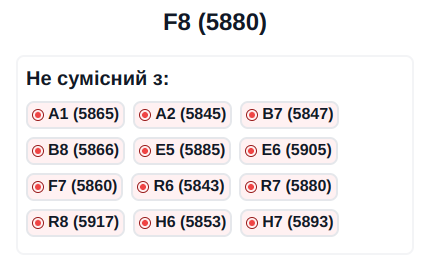 F8 (5880)
Не сумісний з:
A1 (5865) A2 (5845) B7 (5847)
B8 (5866) E5 (5885) E6 (5905)
F7 (5860) R6 (5843) R7 (5880)
R8 (5917) H6 (5853) H7 (5893)